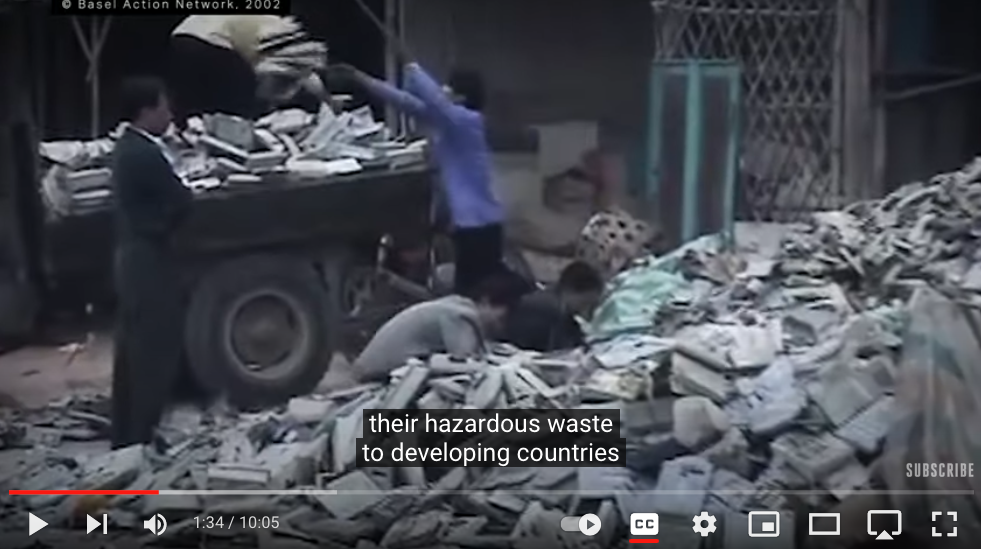 © Basel Action Network, 2002
their hazardous waste
to developing countries
SUBSCRIBE
1:34 / 10:05
CC